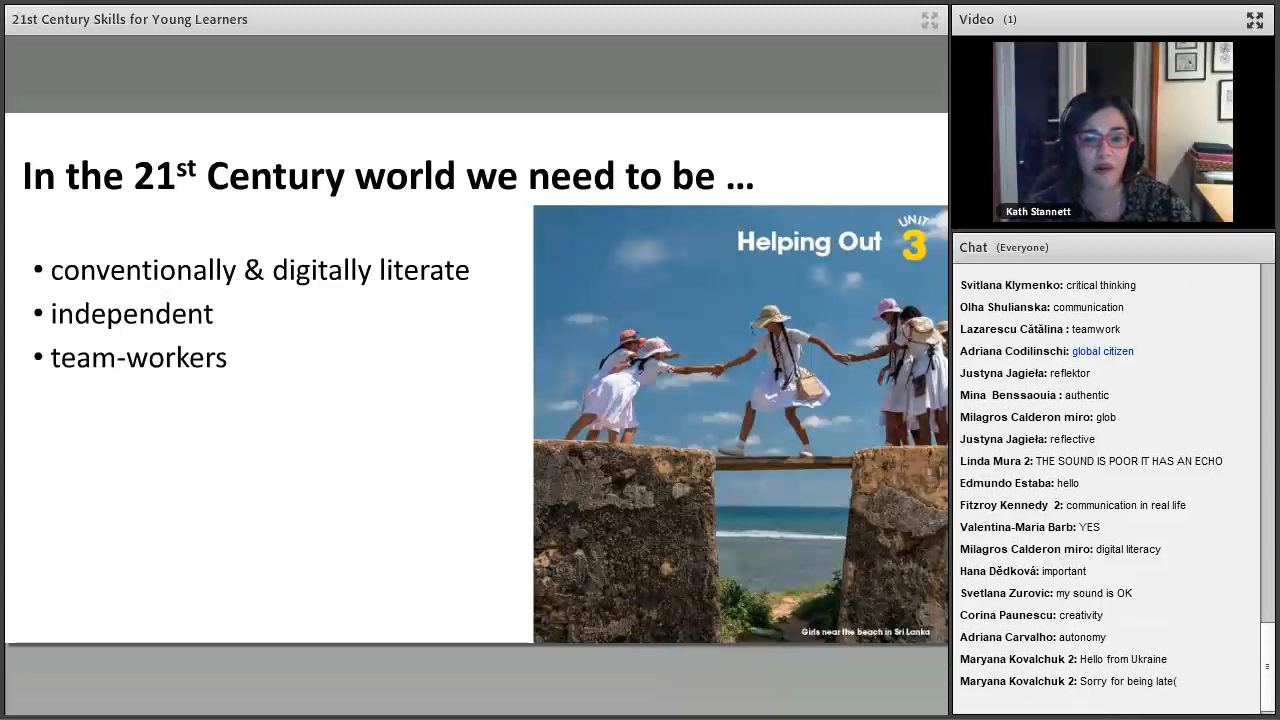 21st Century Skills for Young Learners
In the 21st Century world we need to be …
• conventionally & digitally literate
• independent
• team-workers
UNIT
Helping Out 3
Girls near the beach in Sri Lanka
Video (1)
Kath Stannett
Chat (Everyone)
Svitlana Klymenko: critical thinking
Olha Shulianska: communication
Lazarescu Cătălina : teamwork
Adriana Codilinschi: global citizen
Justyna Jagieła: reflektor
Mina Benssaouia : authentic
Milagros Calderon miro: glob
Justyna Jagieła: reflective
Linda Mura 2: THE SOUND IS POOR IT HAS AN ECHO
Edmundo Estaba: hello
Fitzroy Kennedy 2: communication in real life
Valentina-Maria Barb: YES
Milagros Calderon miro: digital literacy
Hana Dědková: important
Svetlana Zurovic: my sound is OK
Corina Paunescu: creativity
Adriana Carvalho: autonomy
Maryana Kovalchuk 2: Hello from Ukraine
Maryana Kovalchuk 2: Sorry for being late(